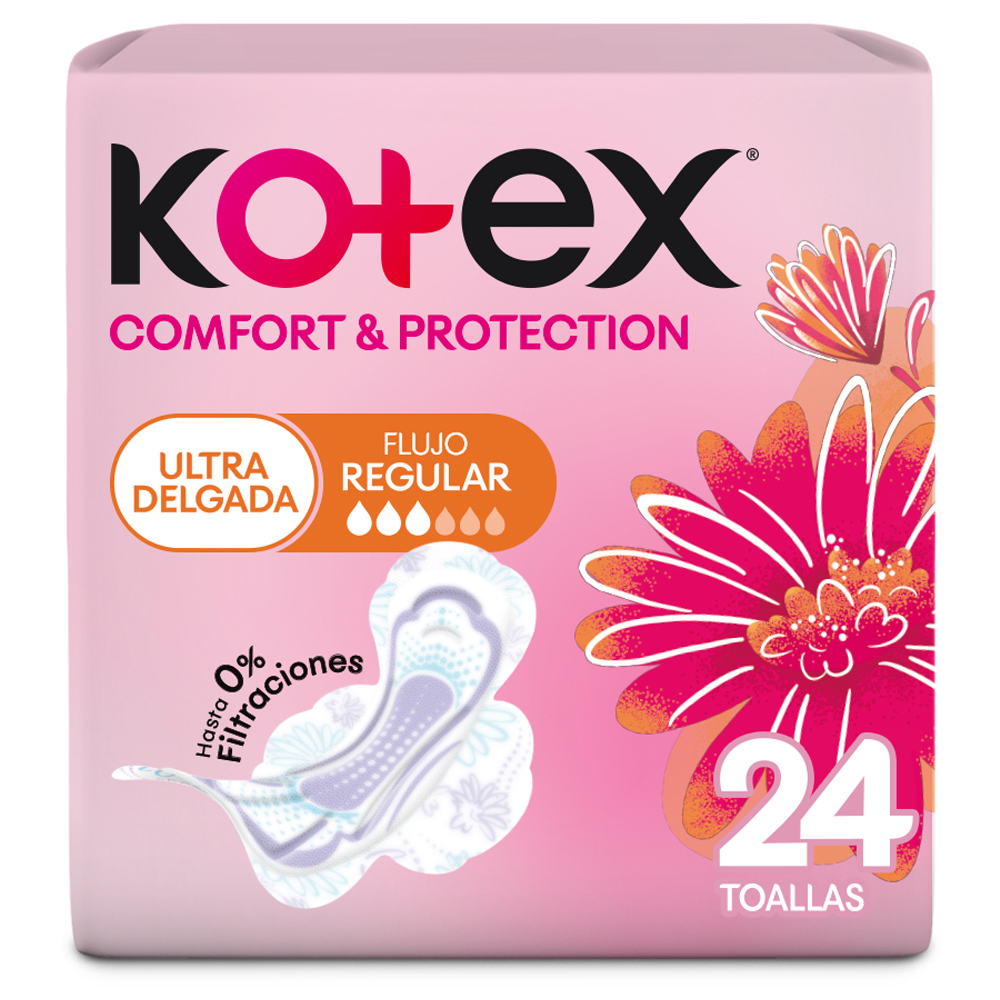 Kotex®
COMFORT & PROTECTION
ULTRA
DELGADA
FLUJO
REGULAR
Hasta 0%
Filtraciones
24
TOALLAS